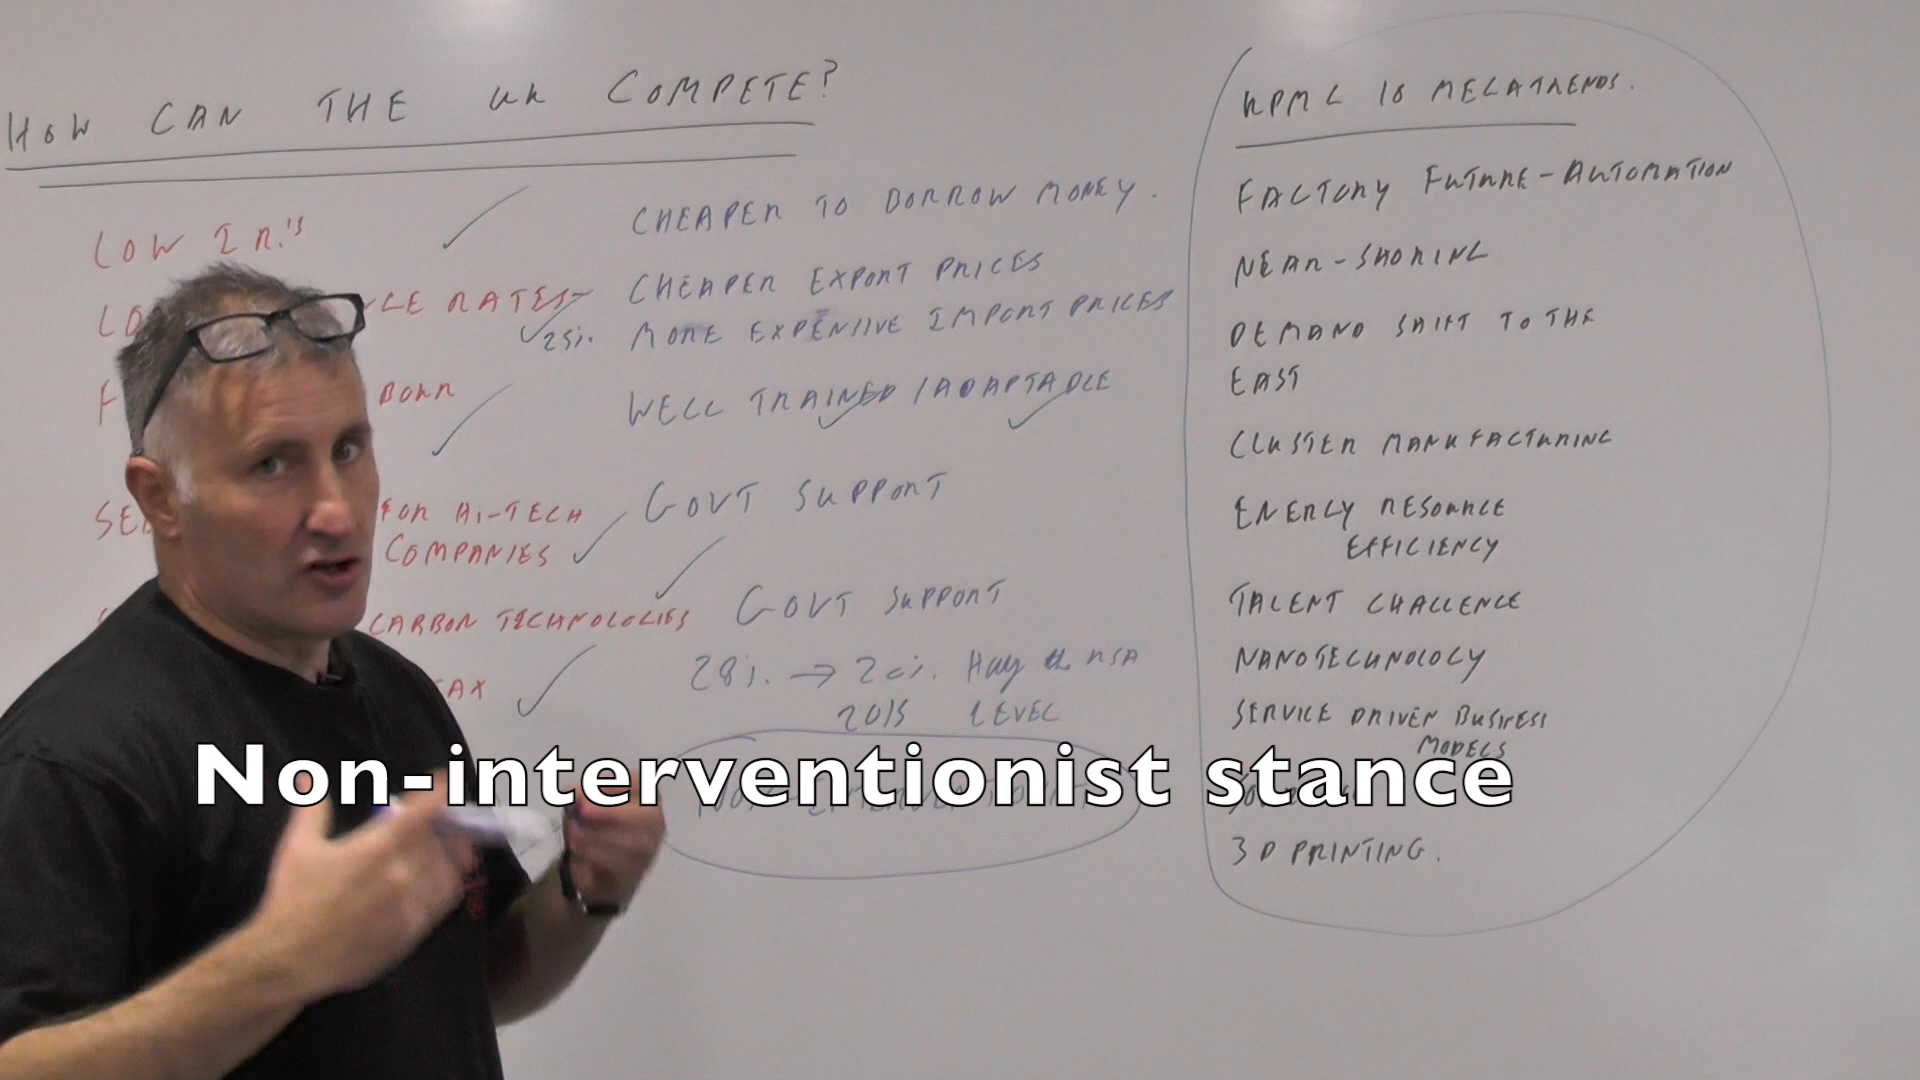 HOW CAN THE UK COMPETE?
LOW I R.'S
CHEAPER TO BORROW MONEY.
RATES
CHEAPER EXPORT PRICES
25%
MORE EXPENSIVE IMPORT PRICES
WELL TRAINED / ADAPTABLE
FOR HI-TECH
COMPANIES
GOVT SUPPORT
CARBON TECHNOLOGIES
GOVT SUPPORT
TAX
28% → 20%. Half the USA
2015 LEVEL
Non-interventionist stance
KPMG 10 MEGATRENDS.
FACTORY FUTURE-AUTOMATION
NEAR-SHORING
DEMAND SHIFT TO THE
EAST
CLUSTER MANUFACTURING
ENERGY RESOURCE
EFFICIENCY
TALENT CHALLENGE
NANOTECHNOLOGY
SERVICE DRIVEN BUSINESS
MODELS
3D PRINTING.